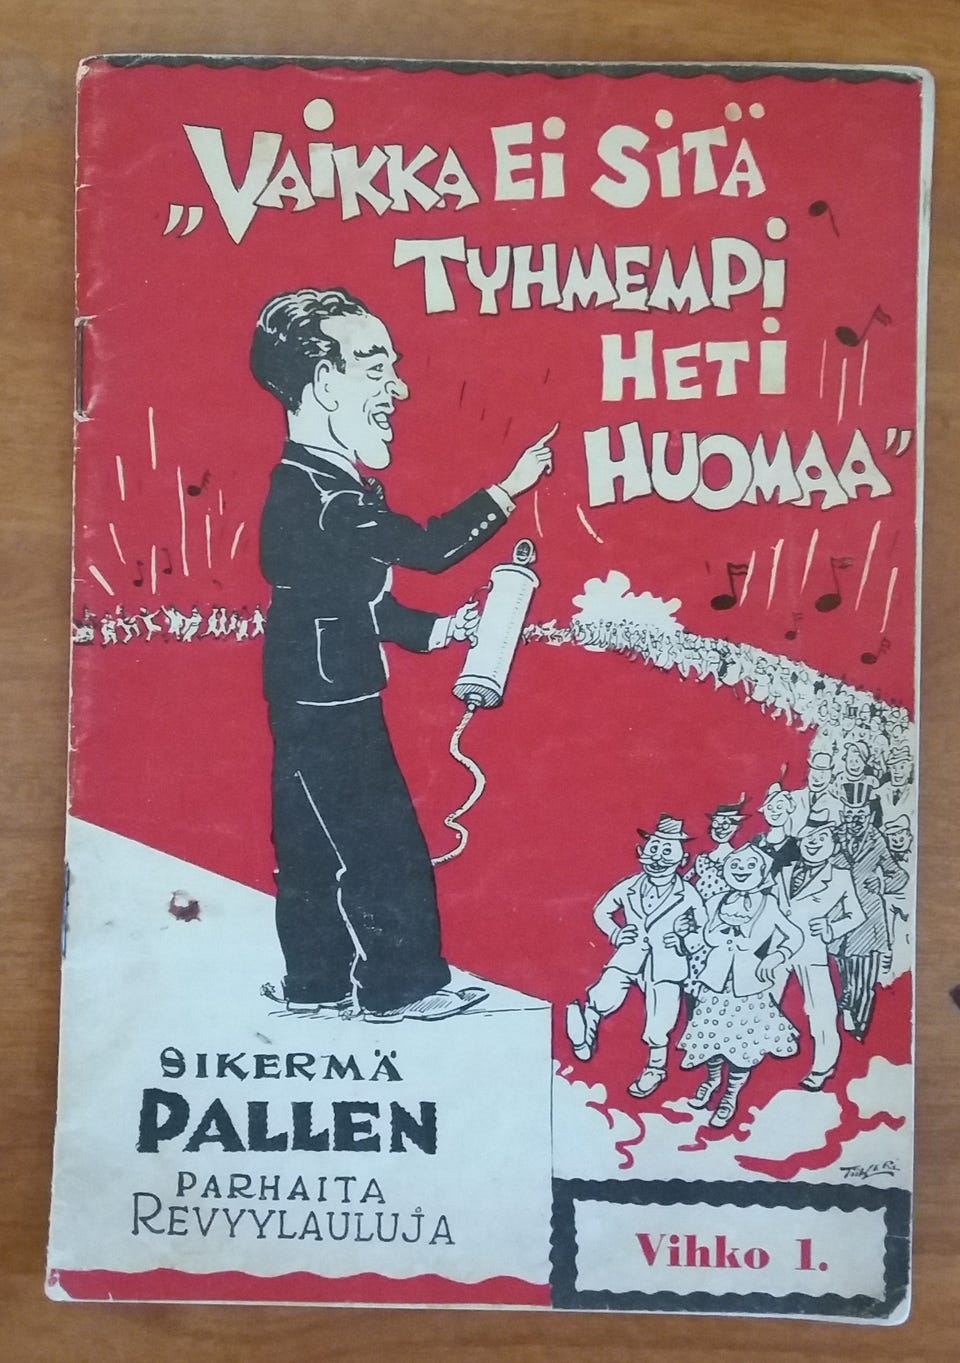 „VAIKKA Ei SiTÄ
TYHMEMPi
HETi
HUOMAA”
SIKERMÄ
PALLEN
PARHAITA
REVYYLAULUJA
Vihko 1.